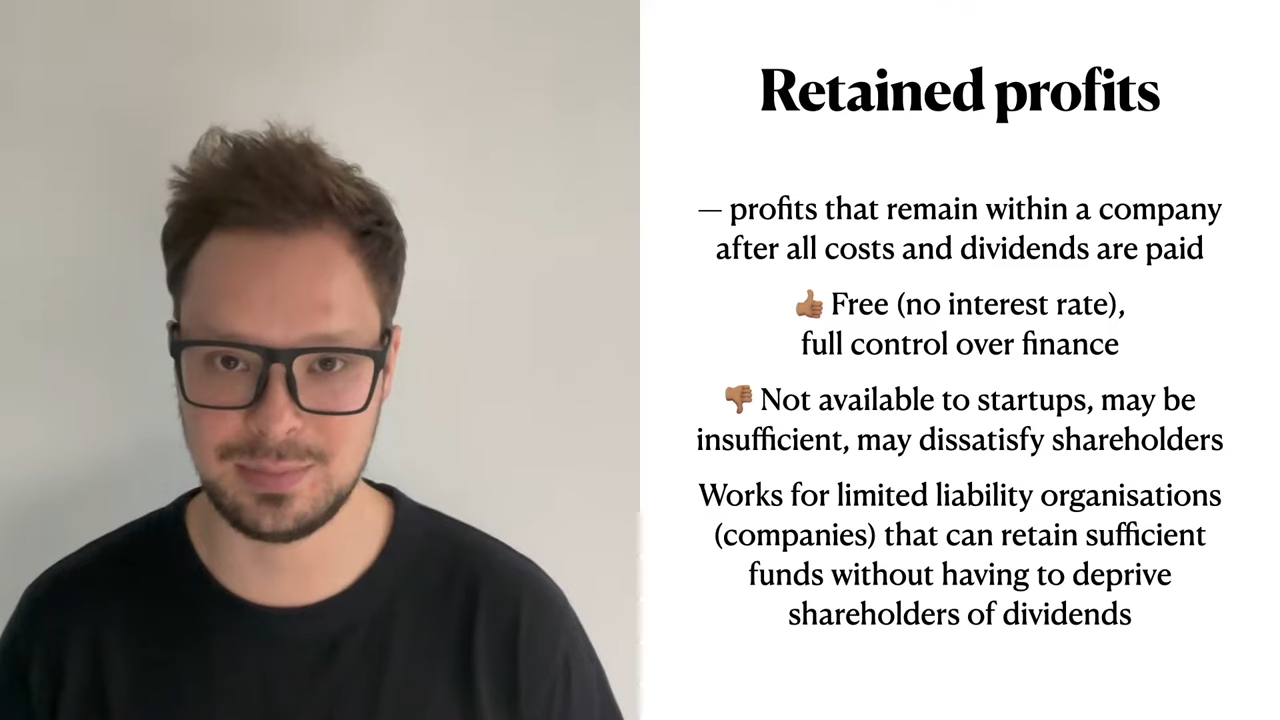 Retained profits
— profits that remain within a company
after all costs and dividends are paid
👍🏽 Free (no interest rate),
full control over finance
👎🏽 Not available to startups, may be
insufficient, may dissatisfy shareholders
Works for limited liability organisations
(companies) that can retain sufficient
funds without having to deprive
shareholders of dividends